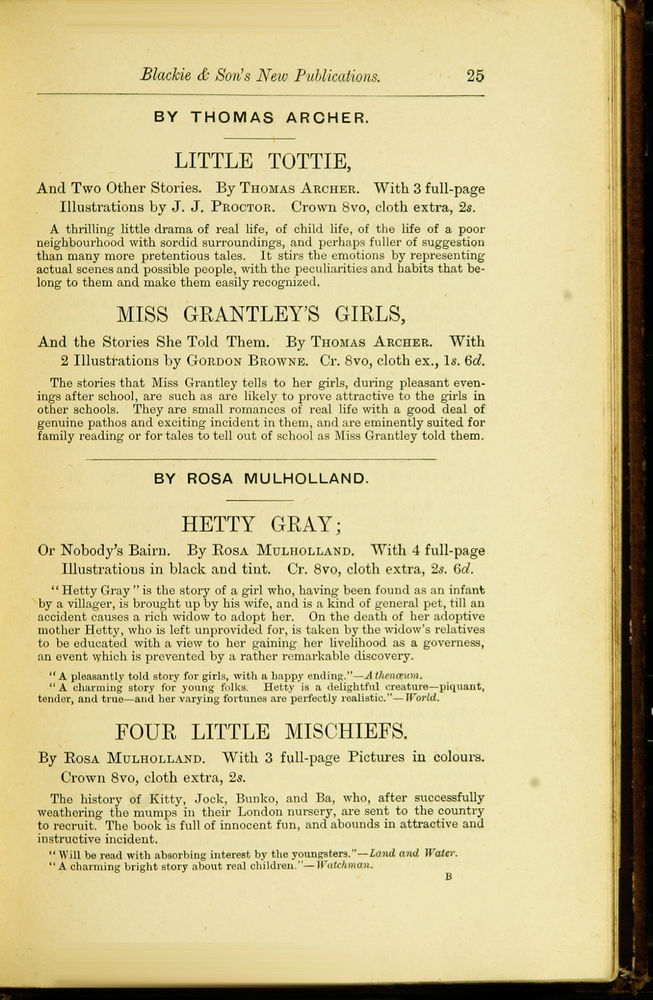 Blackie & Son's New Publications. 25
BY THOMAS ARCHER.
LITTLE TOTTIE,
And Two Other Stories. By THOMAS ARCHER. With 3 full-page
Illustrations by J. J. PROCTOR. Crown 8vo, cloth extra, 2s.
A thrilling little drama of real life, of child life, of the life of a poor
neighbourhood with sordid surroundings, and perhaps fuller of suggestion
than many more pretentious tales. It stirs the emotions by representing
actual scenes and possible people, with the peculiarities and habits that be-
long to them and make them easily recognized.
MISS GRANTLEY'S GIRLS,
And the Stories She Told Them. By THOMAS ARCHER. With
2 Illustrations by GORDON BROWNE. Cr. 8vo, cloth ex., 1s. 6d.
The stories that Miss Grantley tells to her girls, during pleasant even-
ings after school, are such as are likely to prove attractive to the girls in
other schools. They are small romances of real life with a good deal of
genuine pathos and exciting incident in them, and are eminently suited for
family reading or for tales to tell out of school as Miss Grantley told them.
BY ROSA MULHOLLAND.
HETTY GRAY;
Or Nobody's Bairn. By ROSA MULHOLLAND. With 4 full-page
Illustrations in black and tint. Cr. 8vo, cloth extra, 2s. 6d.
"Hetty Gray" is the story of a girl who, having been found as an infant
by a villager, is brought up by his wife, and is a kind of general pet, till an
accident causes a rich widow to adopt her. On the death of her adoptive
mother Hetty, who is left unprovided for, is taken by the widow's relatives
to be educated with a view to her gaining her livelihood as a governess,
an event which is prevented by a rather remarkable discovery.
"A pleasantly told story for girls, with a happy ending."—Athenæum.
"A charming story for young folks. Hetty is a delightful creature—piquant,
tender, and true—and her varying fortunes are perfectly realistic."—World.
FOUR LITTLE MISCHIEFS.
By ROSA MULHOLLAND. With 3 full-page Pictures in colours.
Crown 8vo, cloth extra, 2s.
The history of Kitty, Jock, Bunko, and Ba, who, after successfully
weathering the mumps in their London nursery, are sent to the country
to recruit. The book is full of innocent fun, and abounds in attractive and
instructive incident.
"Will be read with absorbing interest by the youngsters."—Land and Water.
"A charming bright story about real children."—Watchman.
B